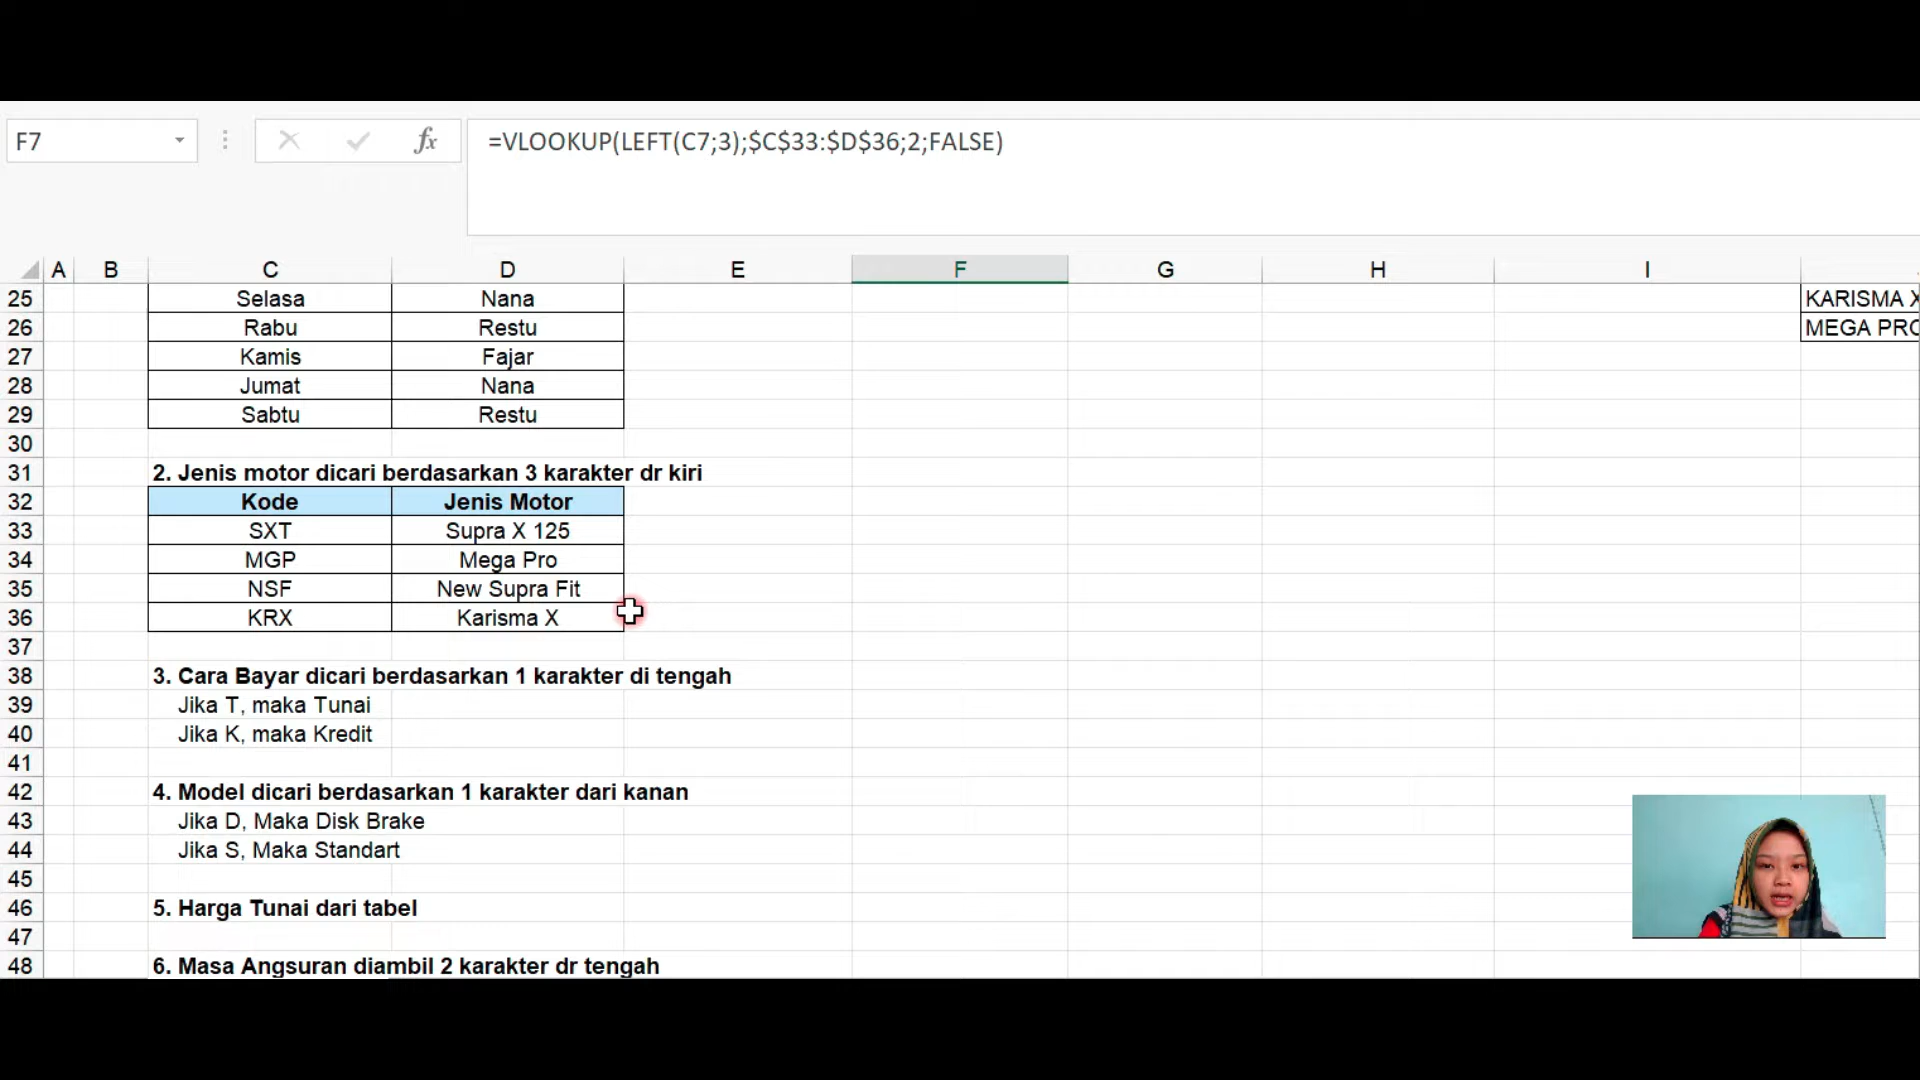 F7
fx
=VLOOKUP(LEFT(C7;3);$C$33:$D$36;2;FALSE)
A B C D E F G H I
25 Selasa Nana KARISMA X
26 Rabu Restu MEGA PRO
27 Kamis Fajar
28 Jumat Nana
29 Sabtu Restu
30
31 2. Jenis motor dicari berdasarkan 3 karakter dr kiri
32 Kode Jenis Motor
33 SXT Supra X 125
34 MGP Mega Pro
35 NSF New Supra Fit
36 KRX Karisma X
37
38 3. Cara Bayar dicari berdasarkan 1 karakter di tengah
39 Jika T, maka Tunai
40 Jika K, maka Kredit
41
42 4. Model dicari berdasarkan 1 karakter dari kanan
43 Jika D, Maka Disk Brake
44 Jika S, Maka Standart
45
46 5. Harga Tunai dari tabel
47
48 6. Masa Angsuran diambil 2 karakter dr tengah